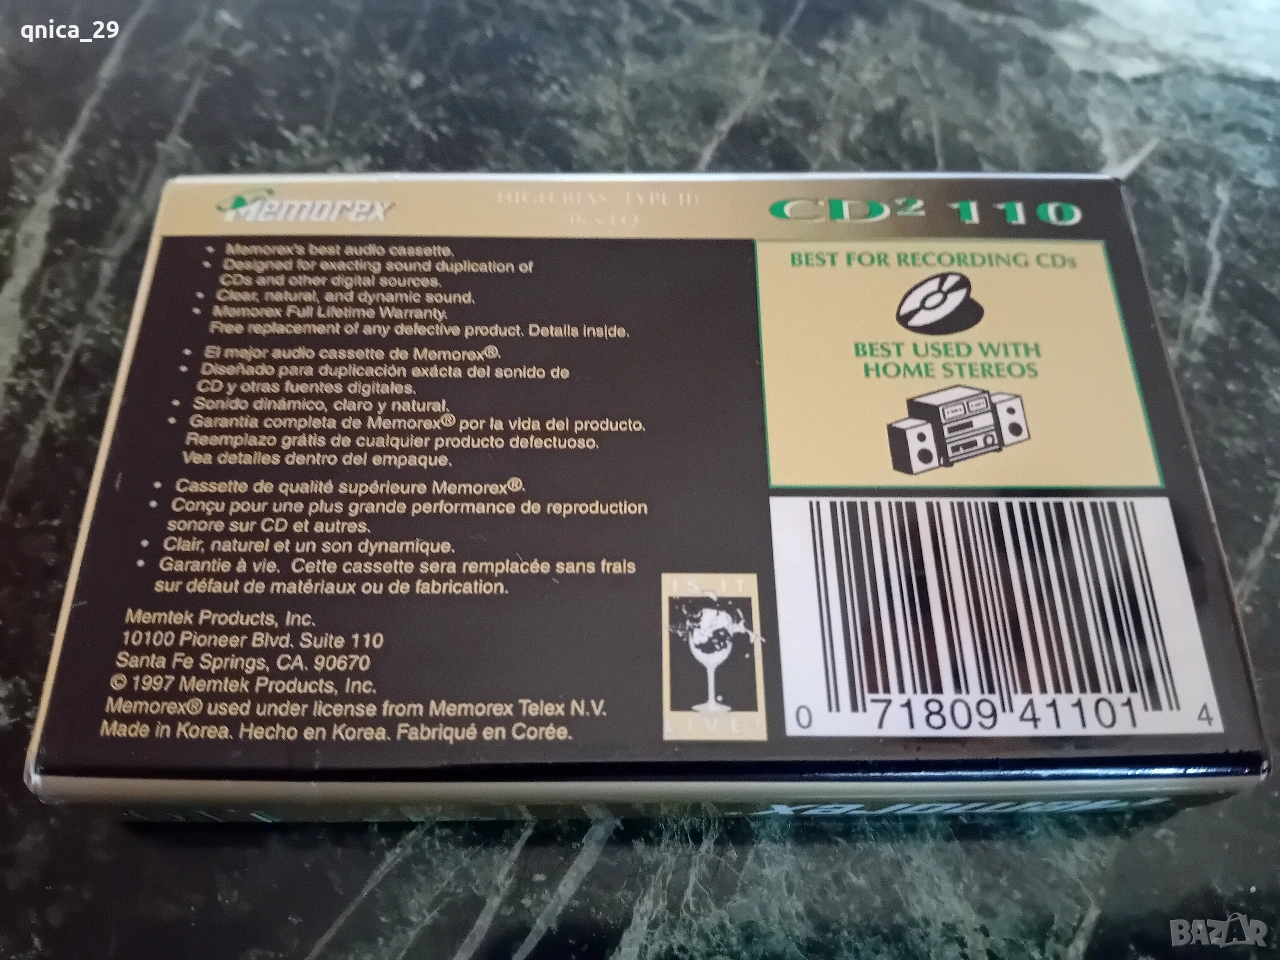 qnica_29
Memorex
HIGH BIAS TYPE II
CD² 110
• Memorex's best audio cassette.
• Designed for exacting sound duplication of
CDs and other digital sources.
• Clear, natural, and dynamic sound.
• Memorex Full Lifetime Warranty.
Free replacement of any defective product. Details inside.
• El mejor audio cassette de Memorex®.
• Diseñado para duplicación exácta del sonido de
CD y otras fuentes digitales.
• Sonido dinámico, claro y natural.
• Garantía completa de Memorex® por la vida del producto.
Reemplazo grátis de cualquier producto defectuoso.
Vea detalles dentro del empaque.
• Cassette de qualité supérieure Memorex®.
• Conçu pour une plus grande performance de reproduction
sonore sur CD et autres.
• Clair, naturel et un son dynamique.
• Garantie à vie. Cette cassette sera remplacée sans frais
sur défaut de matériaux ou de fabrication.
Memtek Products, Inc.
10100 Pioneer Blvd. Suite 110
Santa Fe Springs, CA. 90670
© 1997 Memtek Products, Inc.
Memorex® used under license from Memorex Telex N.V.
Made in Korea. Hecho en Korea. Fabriqué en Corée.
IS IT
LIVE?
BEST FOR RECORDING CDs
BEST USED WITH
HOME STEREOS
0 71809 41101 4
Memorex
BAZAR